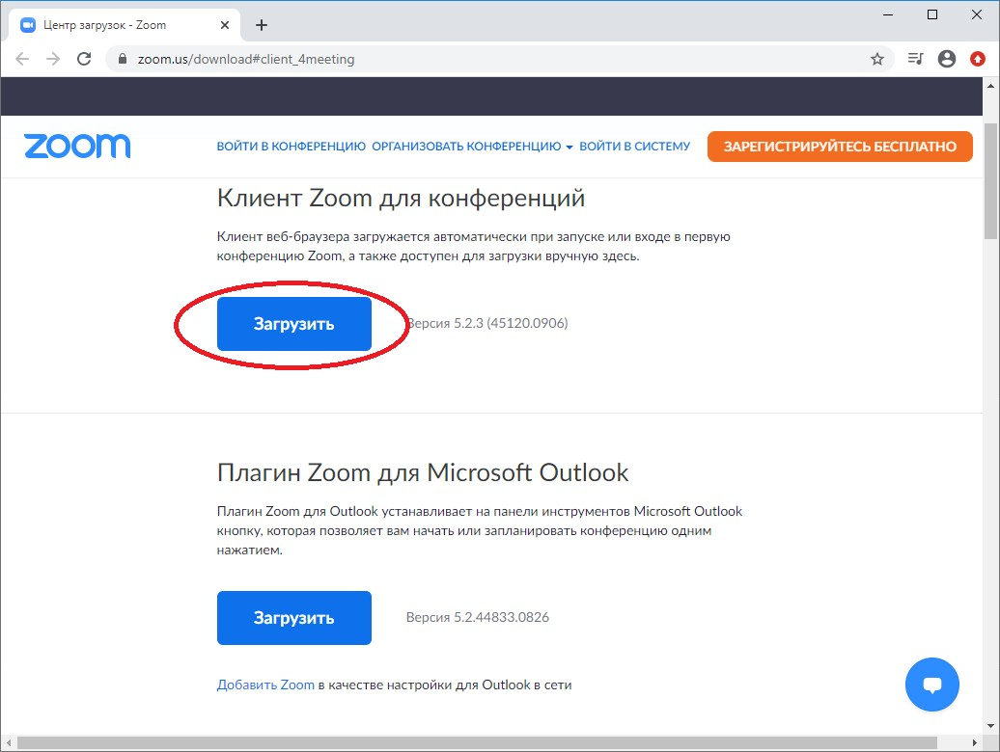 Центр загрузок - Zoom
zoom.us/download#client_4meeting
zoom
ВОЙТИ В КОНФЕРЕНЦИЮ ОРГАНИЗОВАТЬ КОНФЕРЕНЦИЮ ВОЙТИ В СИСТЕМУ ЗАРЕГИСТРИРУЙТЕСЬ БЕСПЛАТНО
Клиент Zoom для конференций
Клиент веб-браузера загружается автоматически при запуске или входе в первую
конференцию Zoom, а также доступен для загрузки вручную здесь.
Загрузить Версия 5.2.3 (45120.0906)
Плагин Zoom для Microsoft Outlook
Плагин Zoom для Outlook устанавливает на панели инструментов Microsoft Outlook
кнопку, которая позволяет вам начать или запланировать конференцию одним
нажатием.
Загрузить Версия 5.2.44833.0826
Добавить Zoom в качестве настройки для Outlook в сети